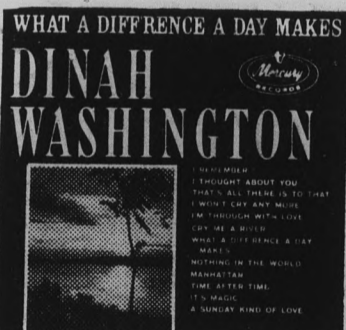 WHAT A DIFF'RENCE A DAY MAKES
DINAH
WASHINGTON
Mercury
RECORDS
I REMEMBER
I THOUGHT ABOUT YOU
THAT'S ALL THERE IS TO THAT
I WON'T CRY ANY MORE
I'M THROUGH WITH LOVE
CRY ME A RIVER
WHAT A DIFF'RENCE A DAY
MAKES
NOTHING IN THE WORLD
MANHATTAN
TIME AFTER TIME
IT'S MAGIC
A SUNDAY KIND OF LOVE